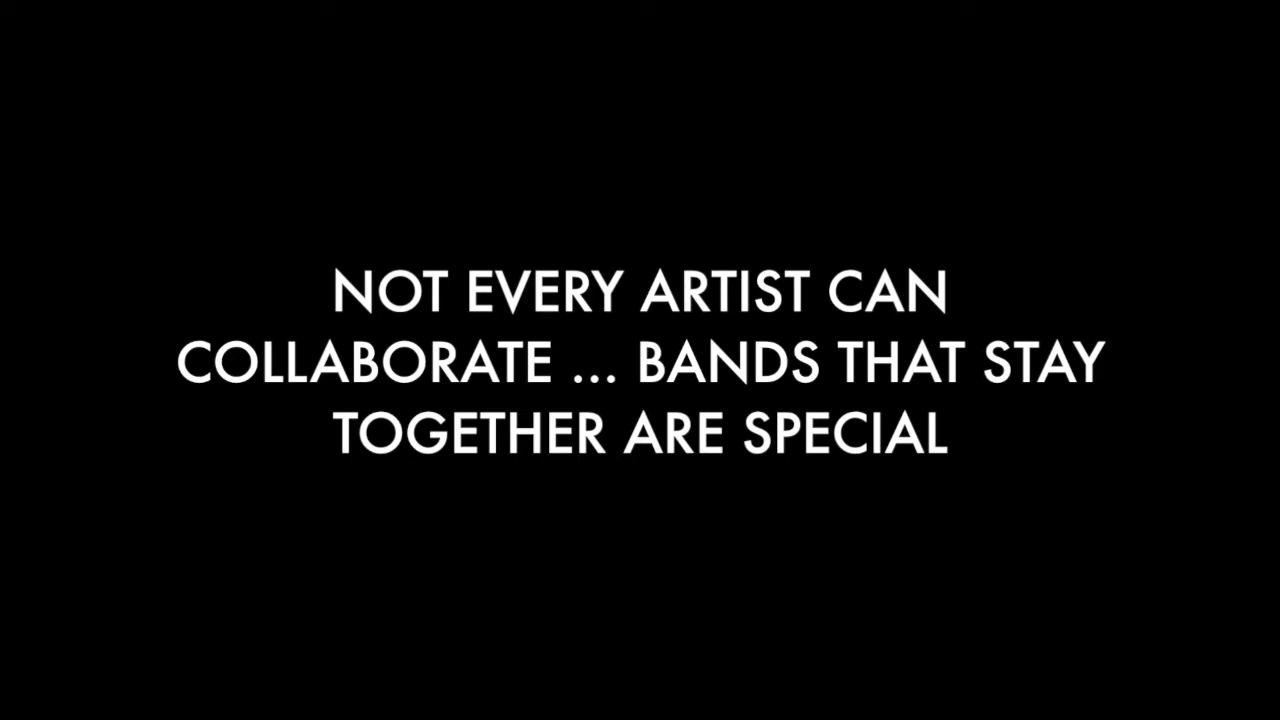 NOT EVERY ARTIST CAN
COLLABORATE ... BANDS THAT STAY
TOGETHER ARE SPECIAL